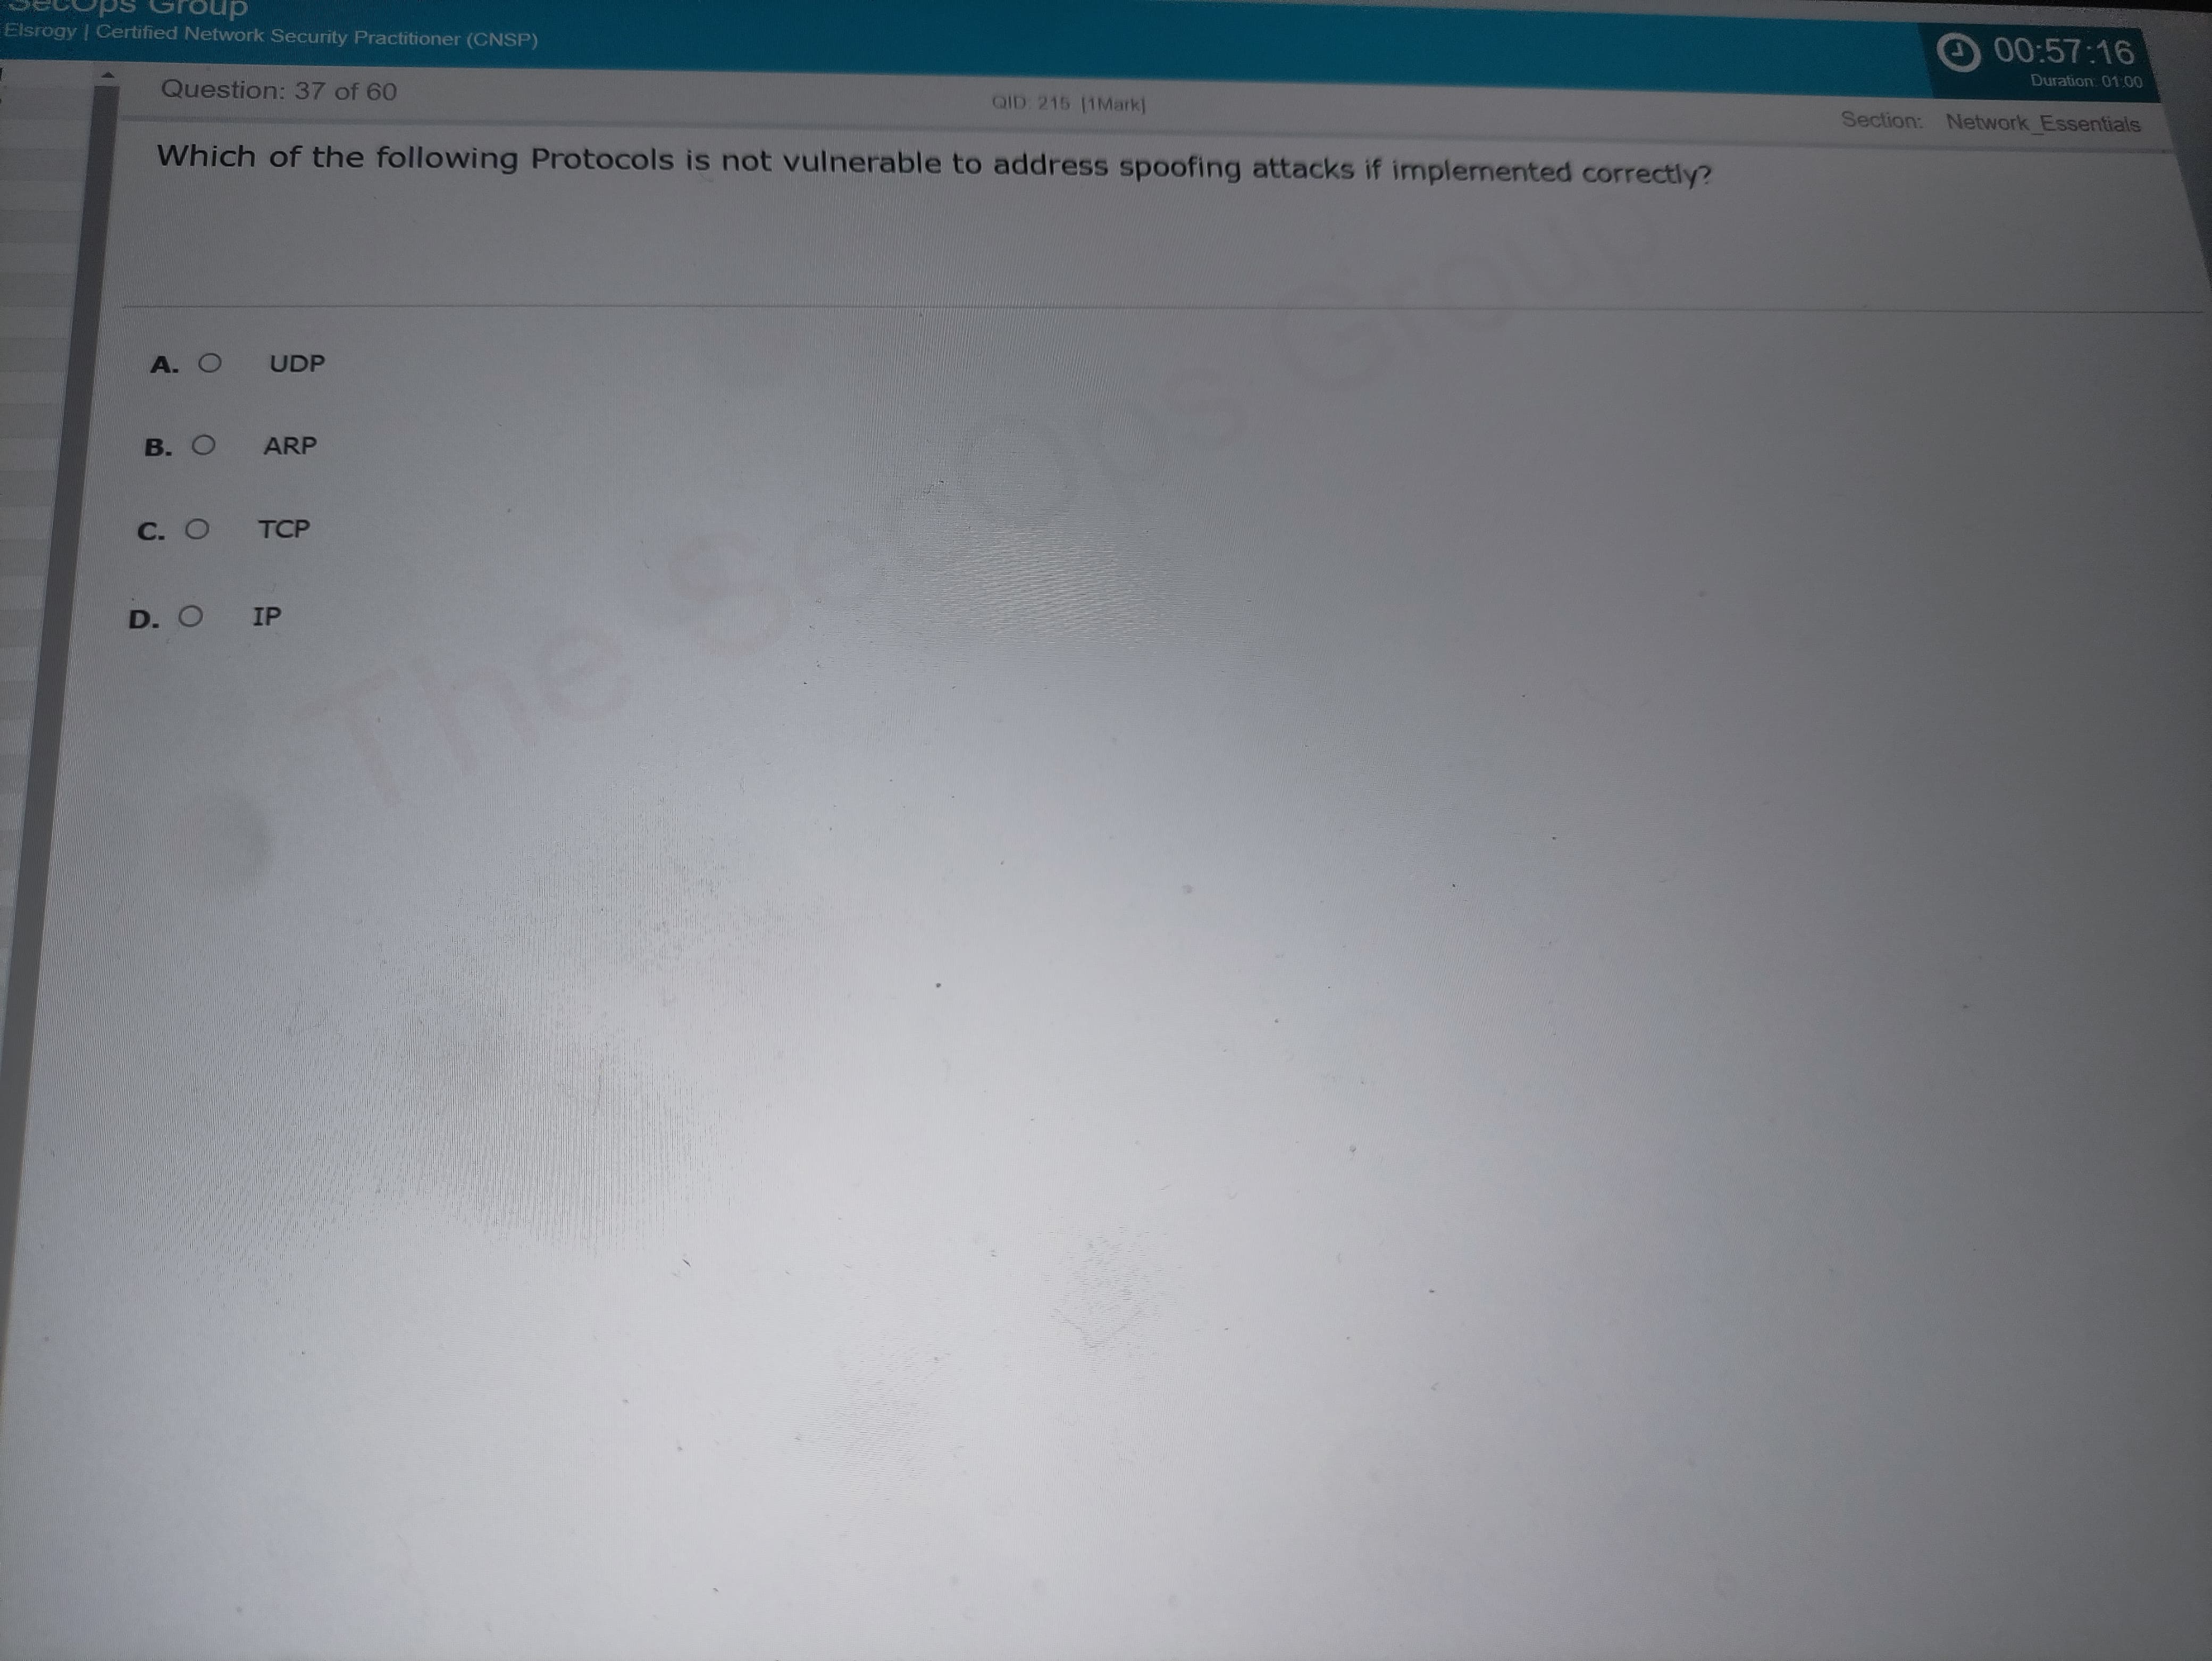 SecOps Group
Elsrogy | Certified Network Security Practitioner (CNSP)
00:57:16
Duration: 01:00
Question: 37 of 60
QID: 215 [1Mark]
Section: Network_Essentials
Which of the following Protocols is not vulnerable to address spoofing attacks if implemented correctly?
A. UDP
B. ARP
C. TCP
D. IP
The SecOps Group